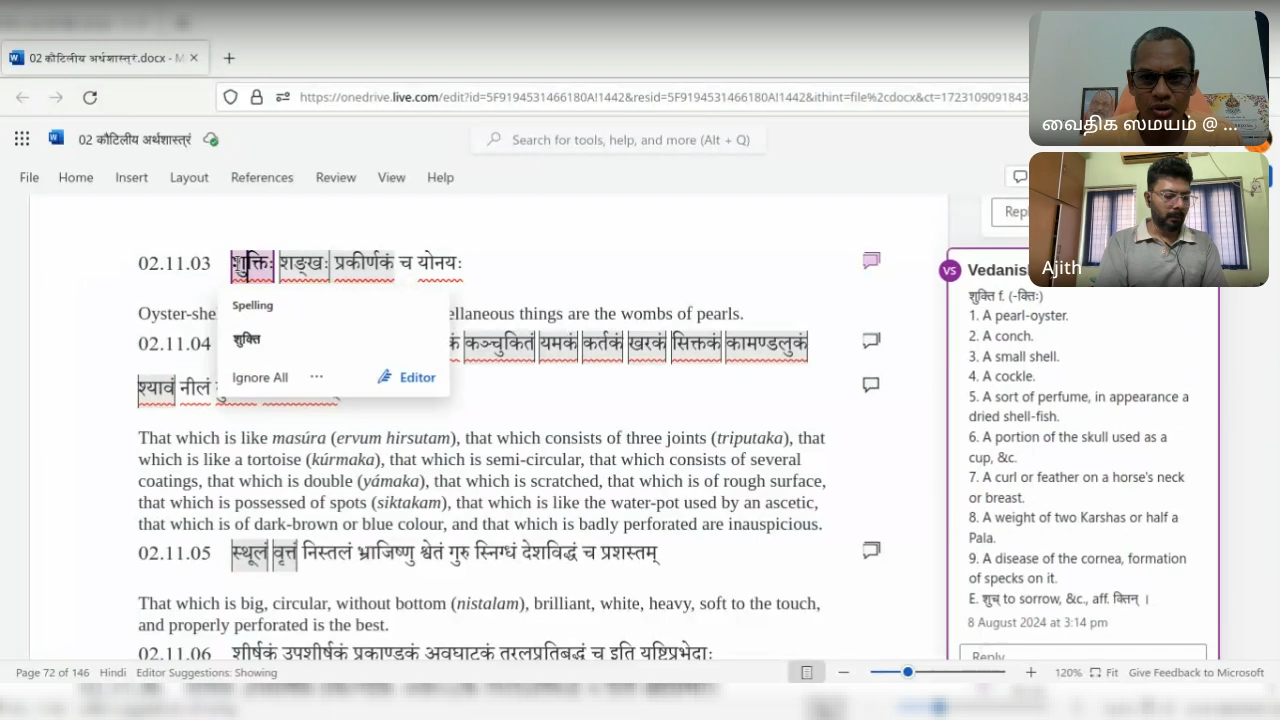 02 कौटिलीय अर्थशास्त्रं.docx - M
https://onedrive.live.com/edit?id=5F9194531466180A!1442&resid=5F9194531466180A!1442&ithint=file%2cdocx&ct=1723109091843
02 कौटिलीय अर्थशास्त्रं
Search for tools, help, and more (Alt + Q)
File Home Insert Layout References Review View Help
வைதிக ஸமயம் @ ...
Ajith
02.11.03 शुक्तिः शङ्खः प्रकीर्णकं च योनयः
Spelling
शुक्ति
Ignore All ... Editor
Oyster-she
ellaneous things are the wombs of pearls.
02.11.04 कं कञ्चुकितं यमकं कर्तकं खरकं सिक्तकं कामण्डलुकं
श्यावं नीलं
That which is like masúra (ervum hirsutam), that which consists of three joints (triputaka), that
which is like a tortoise (kúrmaka), that which is semi-circular, that which consists of several
coatings, that which is double (yámaka), that which is scratched, that which is of rough surface,
that which is possessed of spots (siktakam), that which is like the water-pot used by an ascetic,
that which is of dark-brown or blue colour, and that which is badly perforated are inauspicious.
02.11.05 स्थूलं वृत्तं निस्तलं भ्राजिष्णु श्वेतं गुरु स्निग्धं देशविद्धं च प्रशस्तम्
That which is big, circular, without bottom (nistalam), brilliant, white, heavy, soft to the touch,
and properly perforated is the best.
02.11.06 शीर्षकं उपशीर्षकं प्रकाण्डकं अवघाटकं तरलप्रतिबद्धं च इति यष्टिप्रभेदाः
Repl
VS Vedanis
शुक्ति f. (-क्तिः)
1. A pearl-oyster.
2. A conch.
3. A small shell.
4. A cockle.
5. A sort of perfume, in appearance a
dried shell-fish.
6. A portion of the skull used as a
cup, &c.
7. A curl or feather on a horse's neck
or breast.
8. A weight of two Karshas or half a
Pala.
9. A disease of the cornea, formation
of specks on it.
E. शुच् to sorrow, &c., aff. क्तिन् ।
8 August 2024 at 3:14 pm
Reply
Page 72 of 146 Hindi Editor Suggestions: Showing
120% Fit Give Feedback to Microsoft